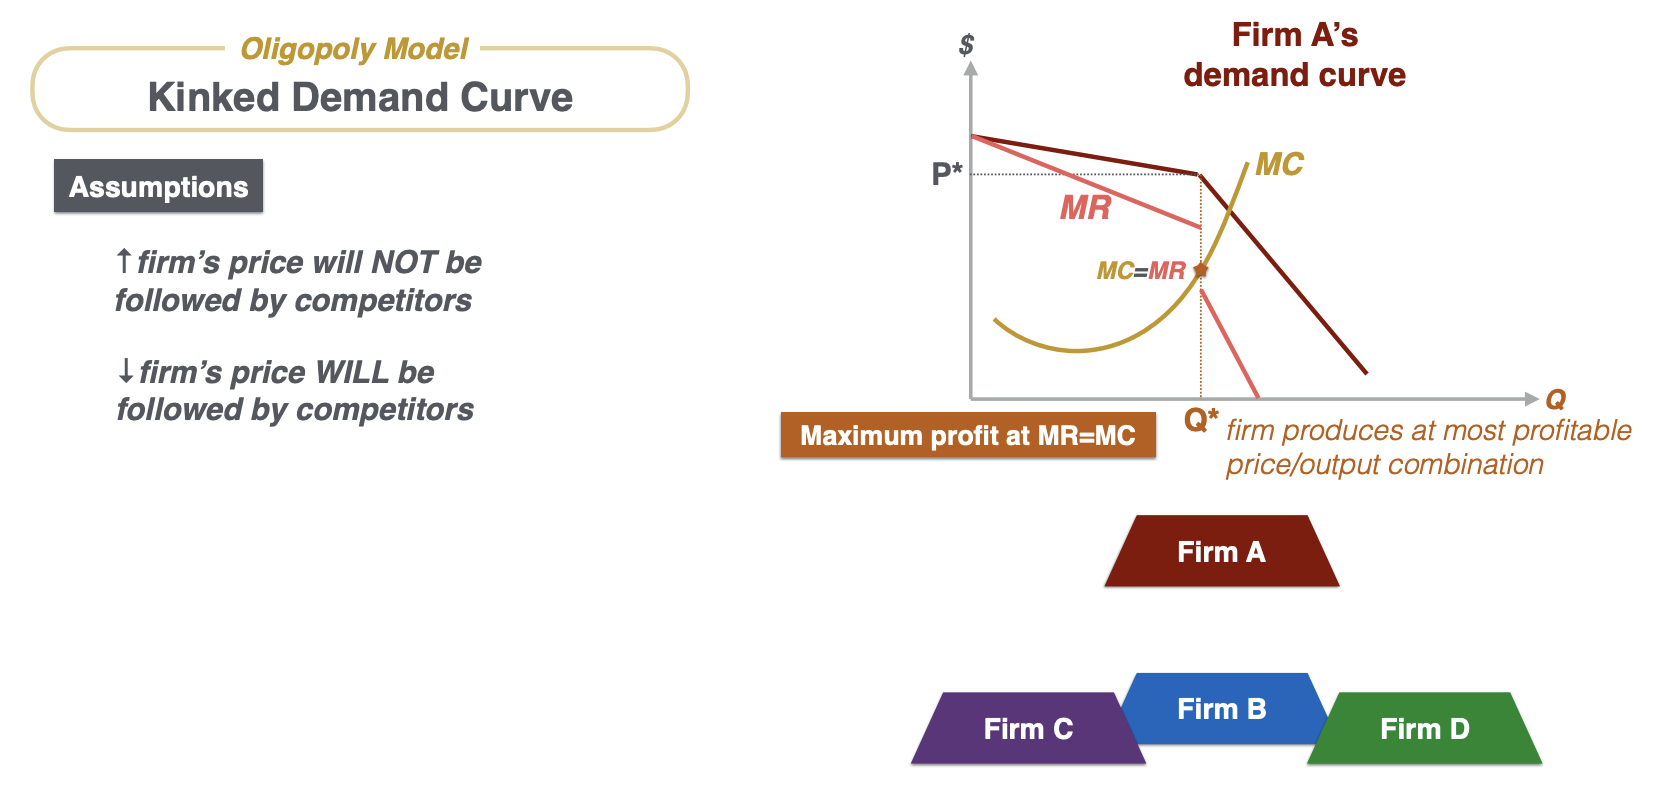 Oligopoly Model
Kinked Demand Curve
Assumptions
↑firm’s price will NOT be
followed by competitors
↓firm’s price WILL be
followed by competitors
Firm A’s
demand curve
$
P*
MR
MC
MC=MR
Q
Q*
Maximum profit at MR=MC
firm produces at most profitable
price/output combination
Firm A
Firm C
Firm B
Firm D